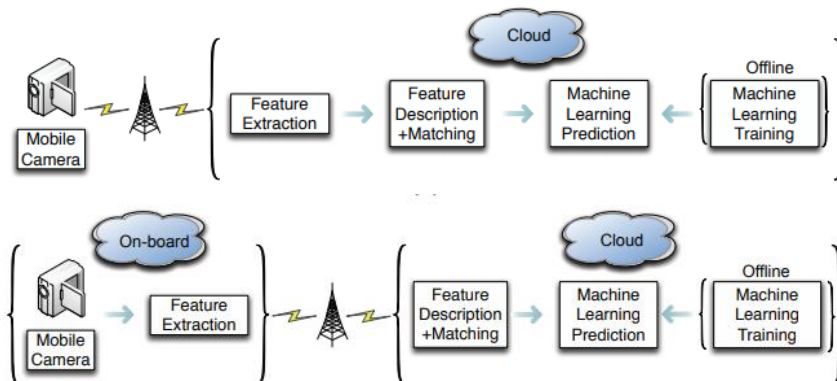 Cloud
Offline
Mobile
Camera
Feature
Extraction
Feature
Description
+Matching
Machine
Learning
Prediction
Machine
Learning
Training
On-board
Cloud
Offline
Mobile
Camera
Feature
Extraction
Feature
Description
+Matching
Machine
Learning
Prediction
Machine
Learning
Training